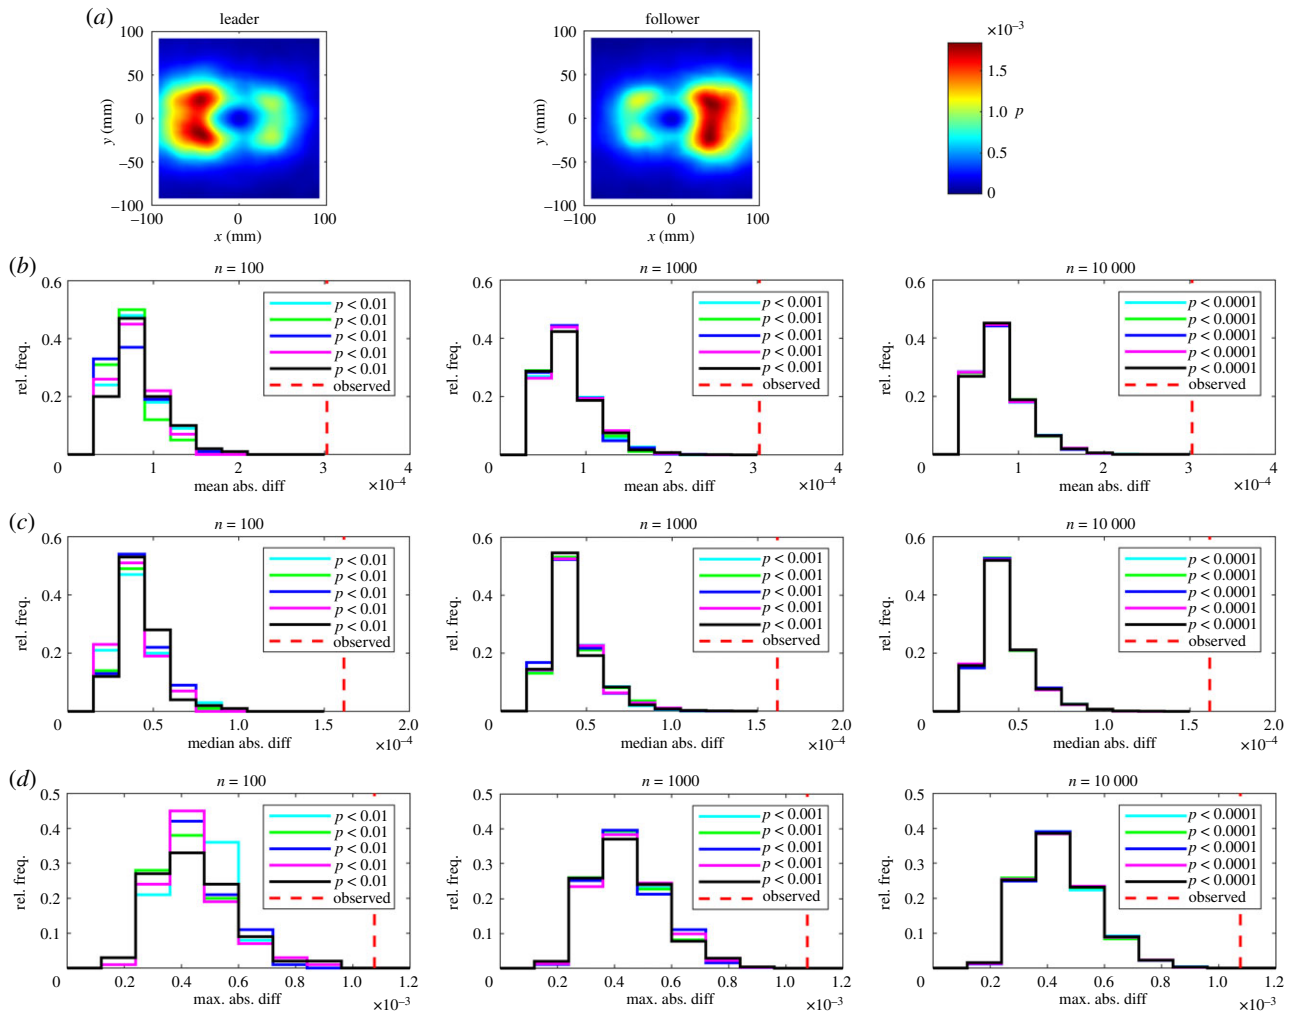 (a)
leader
follower
100
50
0
−50
−100
y (mm)
−100
0
100
x (mm)
100
50
0
−50
−100
y (mm)
−100
0
100
x (mm)
×10−3
1.5
1.0
0.5
0
p
(b)
n = 100
0.6
0.4
0.2
rel. freq.
p < 0.01
p < 0.01
p < 0.01
p < 0.01
p < 0.01
observed
0 1 2 3 4
mean abs. diff
×10−4
n = 1000
0.6
0.4
0.2
rel. freq.
p < 0.001
p < 0.001
p < 0.001
p < 0.001
p < 0.001
observed
0 1 2 3 4
mean abs. diff
×10−4
n = 10 000
0.6
0.4
0.2
rel. freq.
p < 0.0001
p < 0.0001
p < 0.0001
p < 0.0001
p < 0.0001
observed
0 1 2 3 4
mean abs. diff
×10−4
(c)
n = 100
0.6
0.4
0.2
rel. freq.
p < 0.01
p < 0.01
p < 0.01
p < 0.01
p < 0.01
observed
0 0.5 1.0 1.5 2.0
median abs. diff
×10−4
n = 1000
0.6
0.4
0.2
rel. freq.
p < 0.001
p < 0.001
p < 0.001
p < 0.001
p < 0.001
observed
0 0.5 1.0 1.5 2.0
median abs. diff
×10−4
n = 10 000
0.6
0.4
0.2
rel. freq.
p < 0.0001
p < 0.0001
p < 0.0001
p < 0.0001
p < 0.0001
observed
0 0.5 1.0 1.5 2.0
median abs. diff
×10−4
(d)
n = 100
0.5
0.4
0.3
0.2
0.1
0
rel. freq.
p < 0.01
p < 0.01
p < 0.01
p < 0.01
p < 0.01
observed
0.2 0.4 0.6 0.8 1.0 1.2
max. abs. diff
×10−3
n = 1000
0.5
0.4
0.3
0.2
0.1
0
rel. freq.
p < 0.001
p < 0.001
p < 0.001
p < 0.001
p < 0.001
observed
0.2 0.4 0.6 0.8 1.0 1.2
max. abs. diff
×10−3
n = 10 000
0.5
0.4
0.3
0.2
0.1
0
rel. freq.
p < 0.0001
p < 0.0001
p < 0.0001
p < 0.0001
p < 0.0001
observed
0.2 0.4 0.6 0.8 1.0 1.2
max. abs. diff
×10−3